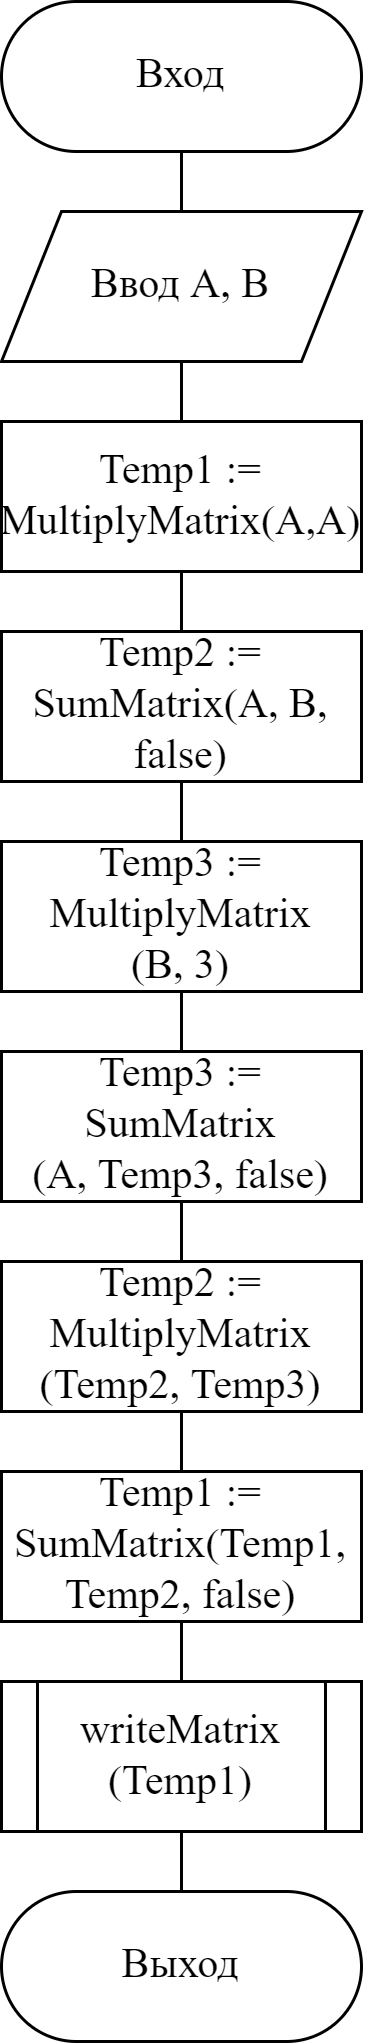 Вход
Ввод A, B
Temp1 :=
MultiplyMatrix(A,A)
Temp2 :=
SumMatrix(A, B,
false)
Temp3 :=
MultiplyMatrix
(B, 3)
Temp3 :=
SumMatrix
(A, Temp3, false)
Temp2 :=
MultiplyMatrix
(Temp2, Temp3)
Temp1 :=
SumMatrix(Temp1,
Temp2, false)
writeMatrix
(Temp1)
Выход